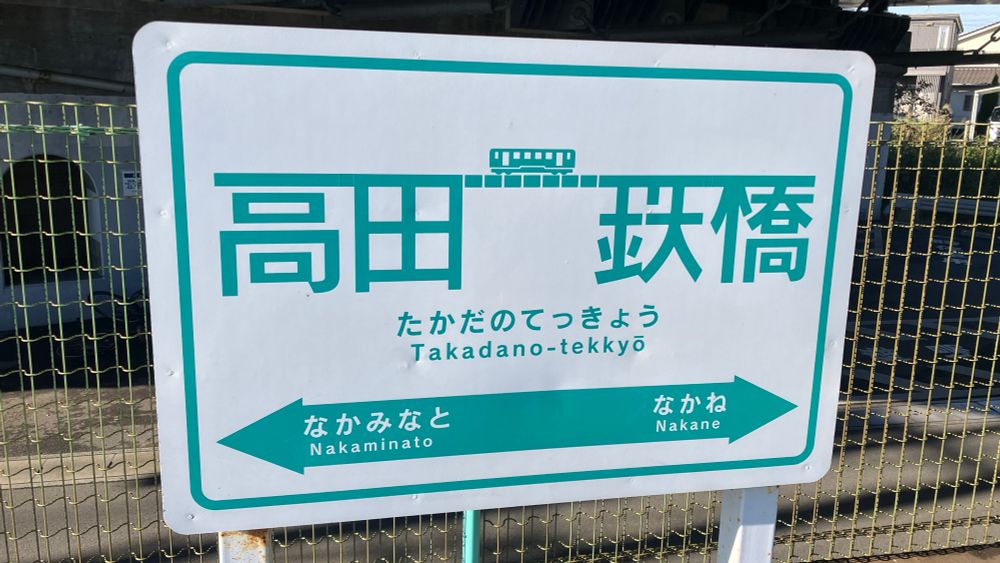 高田 鉄橋
たかだのてっきょう
Takadano-tekkyō
なかみなと なかね
Nakaminato Nakane